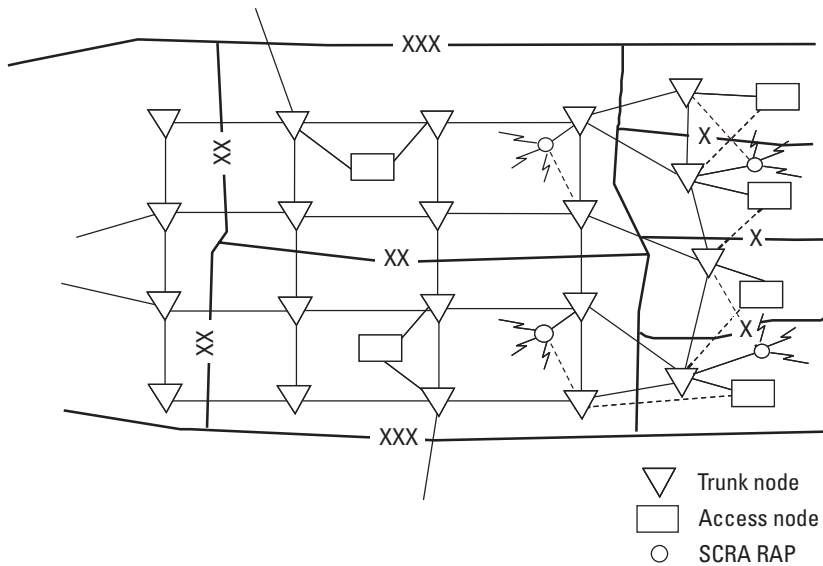 XXX
XX
X
X
XX
XX
X
XXX
Trunk node
Access node
SCRA RAP